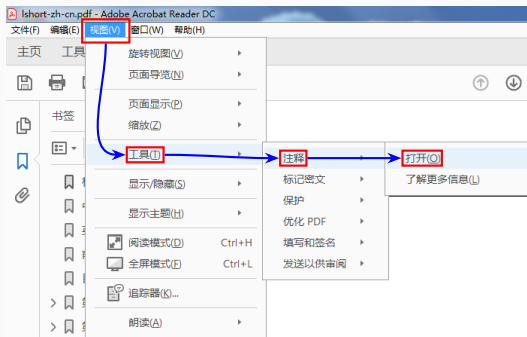 lshort-zh-cn.pdf - Adobe Acrobat Reader DC
文件(F) 编辑(E) 视图(V) 窗口(W) 帮助(H)
主页 工具
书签
旋转视图(V)
页面导览(N)
页面显示(P)
缩放(Z)
工具(T)
显示/隐藏(S)
显示主题(H)
阅读模式(D) Ctrl+H
全屏模式(F) Ctrl+L
追踪器(K)...
朗读(A)
注释
标记密文
保护
优化 PDF
填写和签名
发送以供审阅
打开(O)
了解更多信息(L)